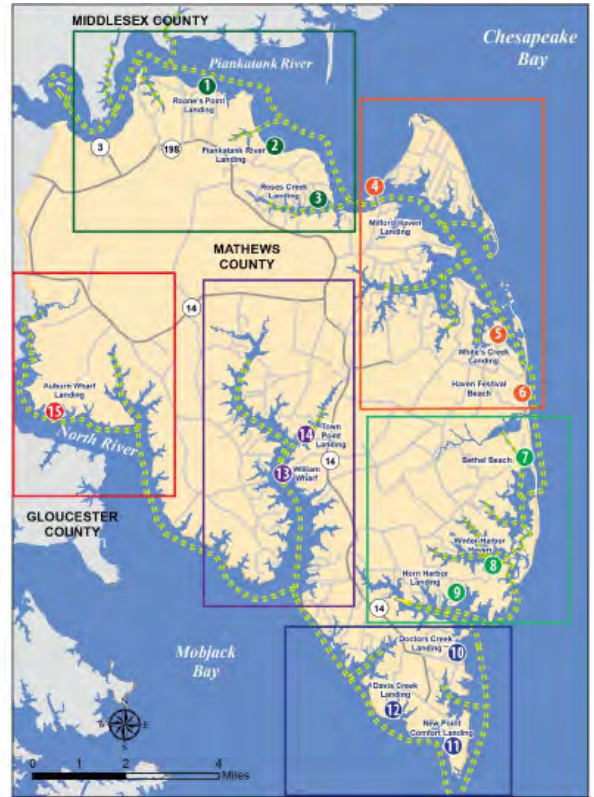 MIDDLESEX COUNTY
Chesapeake
Bay
Piankatank River
1
Roane's Point
Landing
3
198
2
Piankatank River
Landing
Roses Creek
Landing
3
4
Milford Haven
Landing
MATHEWS
COUNTY
14
5
White's Creek
Landing
Haven Festival
Beach
6
Auburn Wharf
Landing
15
North River
14
Town
Point
Landing
14
13
William
Wharf
Bethel Beach
7
GLOUCESTER
COUNTY
Winter Harbor
Haven
8
Horn Harbor
Landing
9
14
Doctors Creek
Landing
10
Mobjack
Bay
Davis Creek
Landing
12
New Point
Comfort Landing
11
N
W
E
S
0 1 2 4
Miles